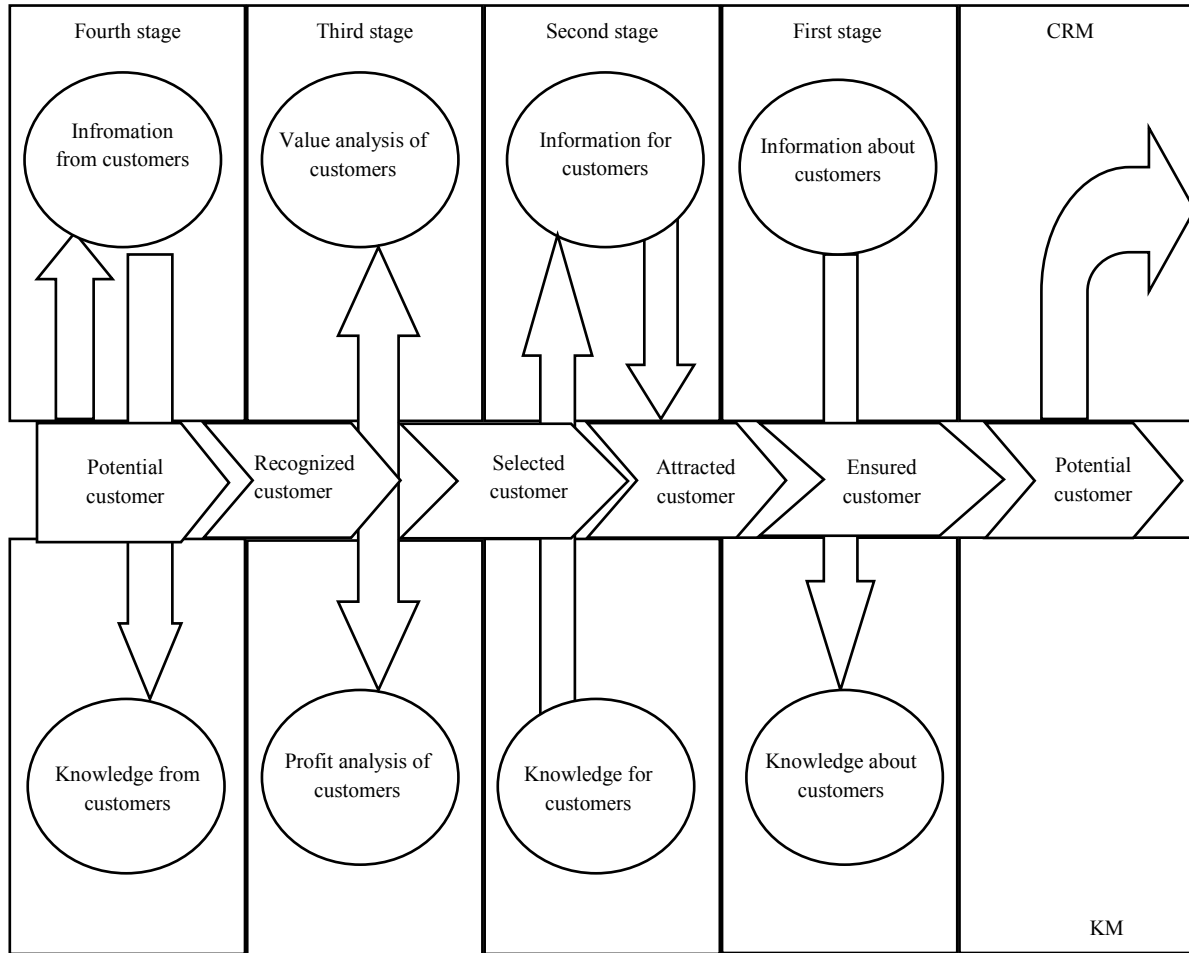 Fourth stage
Third stage
Second stage
First stage
CRM
Infromation
from customers
Value analysis of
customers
Information for
customers
Information about
customers
Potential
customer
Recognized
customer
Selected
customer
Attracted
customer
Ensured
customer
Potential
customer
Knowledge from
customers
Profit analysis of
customers
Knowledge for
customers
Knowledge about
customers
KM